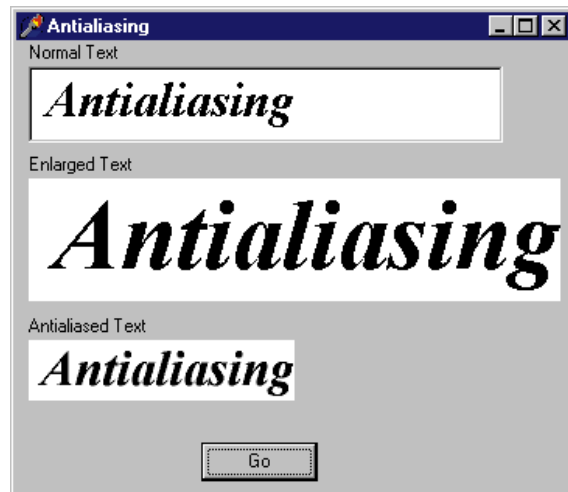 Antialiasing
Normal Text
Antialiasing
Enlarged Text
Antialiasing
Antialiased Text
Antialiasing
Go